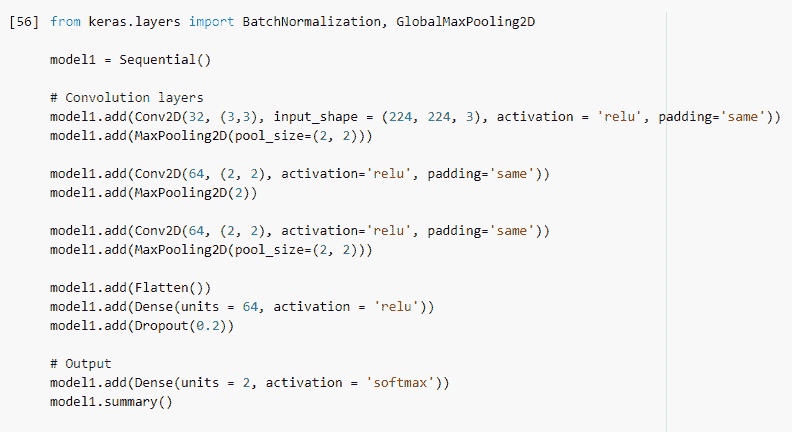 [56] from keras.layers import BatchNormalization, GlobalMaxPooling2D
model1 = Sequential()
# Convolution layers
model1.add(Conv2D(32, (3,3), input_shape = (224, 224, 3), activation = 'relu', padding='same'))
model1.add(MaxPooling2D(pool_size=(2, 2)))
model1.add(Conv2D(64, (2, 2), activation='relu', padding='same'))
model1.add(MaxPooling2D(2))
model1.add(Conv2D(64, (2, 2), activation='relu', padding='same'))
model1.add(MaxPooling2D(pool_size=(2, 2)))
model1.add(Flatten())
model1.add(Dense(units = 64, activation = 'relu'))
model1.add(Dropout(0.2))
# Output
model1.add(Dense(units = 2, activation = 'softmax'))
model1.summary()